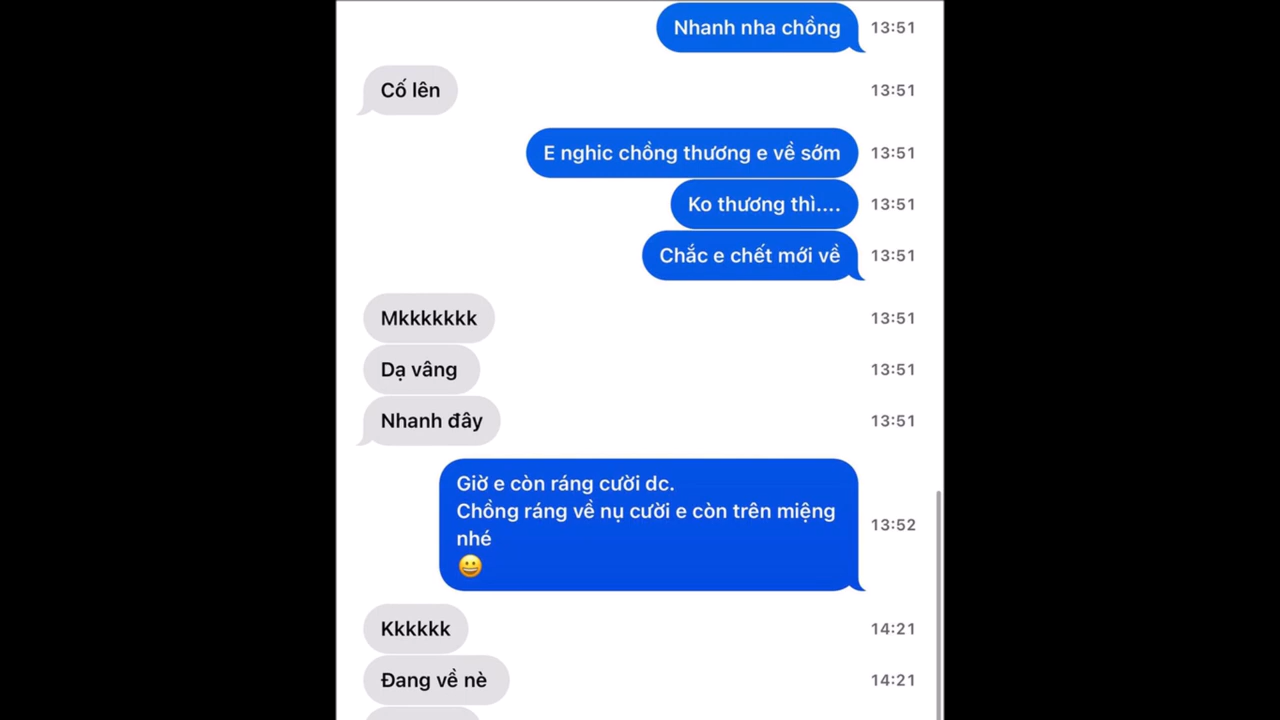 Nhanh nha chồng 13:51
Cố lên 13:51
E nghic chồng thương e về sớm 13:51
Ko thương thì.... 13:51
Chắc e chết mới về 13:51
Mkkkkkkk 13:51
Dạ vâng 13:51
Nhanh đây 13:51
Giờ e còn ráng cười dc.
Chồng ráng về nụ cười e còn trên miệng
nhé
😀 13:52
Kkkkkk 14:21
Đang về nè 14:21